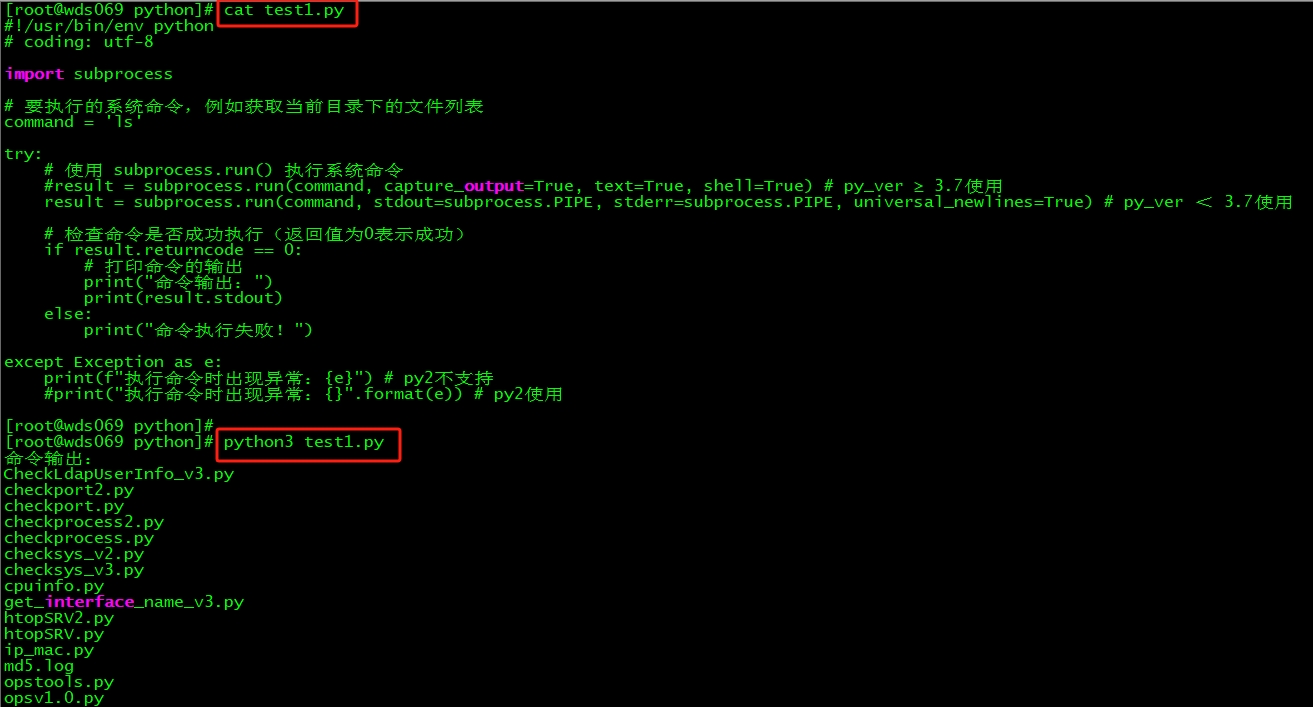 [root@wds069 python]# cat test1.py
#!/usr/bin/env python
# coding: utf-8
import subprocess
# 要执行的系统命令，例如获取当前目录下的文件列表
command = 'ls'
try:
    # 使用 subprocess.run() 执行系统命令
    #result = subprocess.run(command, capture_output=True, text=True, shell=True) # py_ver ≥ 3.7使用
    result = subprocess.run(command, stdout=subprocess.PIPE, stderr=subprocess.PIPE, universal_newlines=True) # py_ver ＜ 3.7使用
    # 检查命令是否成功执行（返回值为0表示成功）
    if result.returncode == 0:
        # 打印命令的输出
        print("命令输出：")
        print(result.stdout)
    else:
        print("命令执行失败！")
except Exception as e:
    print(f"执行命令时出现异常：{e}") # py2不支持
    #print("执行命令时出现异常：{}".format(e)) # py2使用
[root@wds069 python]#
[root@wds069 python]# python3 test1.py
命令输出：
CheckLdapUserInfo_v3.py
checkport2.py
checkport.py
checkprocess2.py
checkprocess.py
checksys_v2.py
checksys_v3.py
cpuinfo.py
get_interface_name_v3.py
htopSRV2.py
htopSRV.py
ip_mac.py
md5.log
opstools.py
opsv1.0.py